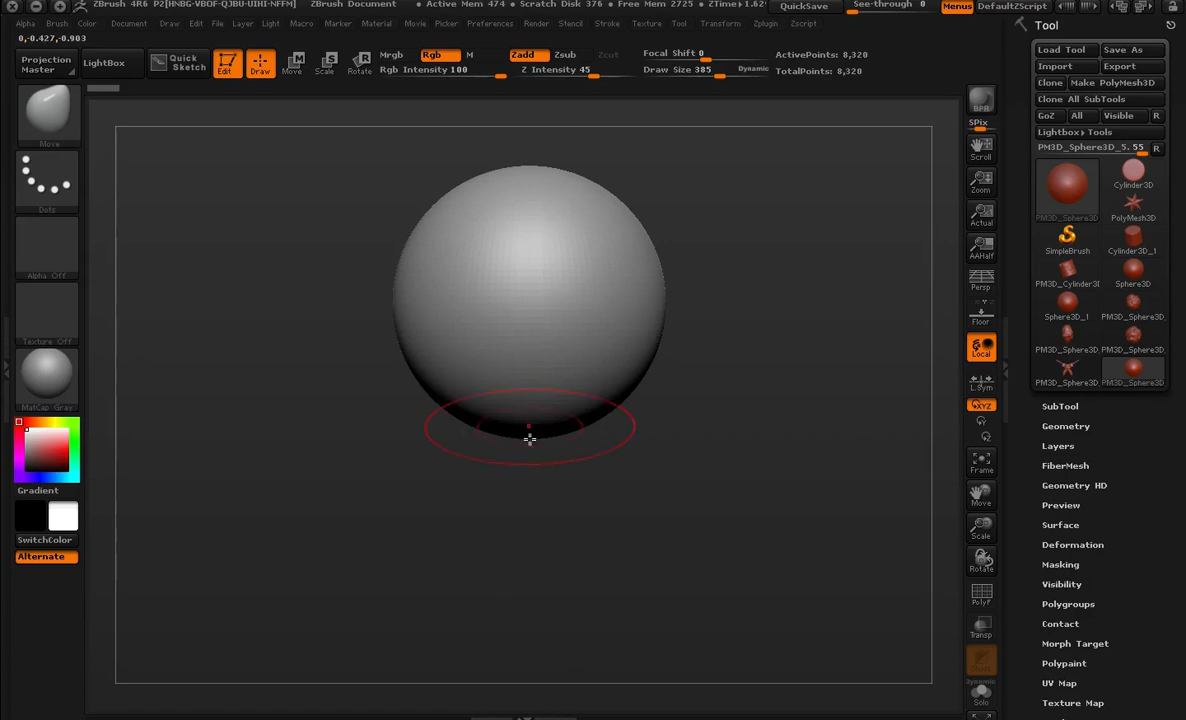 ZBrush 4R6 P2[HNBG-VBOF-QJBU-UIHI-NFFM] ZBrush Document • Active Mem 474 • Scratch Disk 376 • Free Mem 2725 • ZTime▸1.62 QuickSave See-through 0 Menus DefaultZScript
Alpha Brush Color Document Draw Edit File Layer Light Macro Marker Material Movie Picker Preferences Render Stencil Stroke Texture Tool Transform Zplugin Zscript
Tool
0,-0.427,-0.903
Projection Master
LightBox
Quick Sketch
Edit
Draw
Move
Scale
Rotate
Mrgb Rgb M
Rgb Intensity 100
Zadd Zsub Zcut
Z Intensity 45
Focal Shift 0
Draw Size 385 Dynamic
ActivePoints: 8,320
TotalPoints: 8,320
Load Tool Save As
Import Export
Clone Make PolyMesh3D
Clone All SubTools
GoZ All Visible R
Lightbox▸Tools
PM3D_Sphere3D_5. 55 R
PM3D_Sphere3D
Cylinder3D
PolyMesh3D
SimpleBrush Cylinder3D_1
PM3D_Cylinder3D Sphere3D
Sphere3D_1 PM3D_Sphere3D
PM3D_Sphere3D PM3D_Sphere3D
PM3D_Sphere3D PM3D_Sphere3D
SubTool
Geometry
Layers
FiberMesh
Geometry HD
Preview
Surface
Deformation
Masking
Visibility
Polygroups
Contact
Morph Target
Polypaint
UV Map
Texture Map
Move
Dots
Alpha Off
Texture Off
MatCap Gray
Gradient
SwitchColor
Alternate
BPR
SPix
Scroll
Zoom
Actual
AAHalf
Persp
Floor
Local
L.Sym
XYZ
Frame
Move
Scale
Rotate
PolyF
Transp
Dynamic
Solo